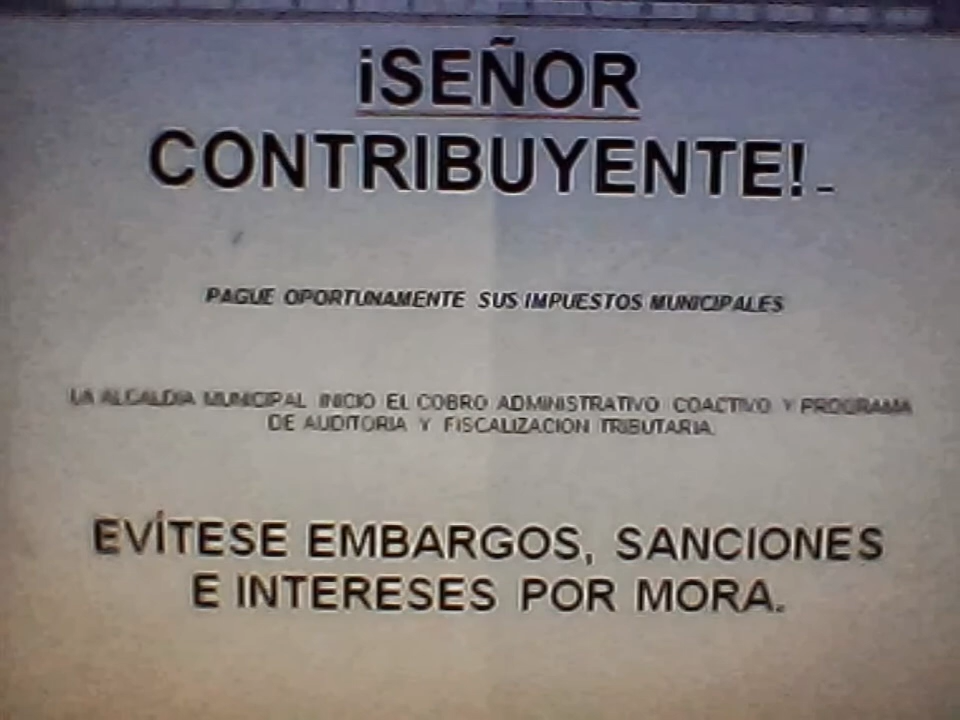 ¡SEÑOR
CONTRIBUYENTE!
PAGUE OPORTUNAMENTE SUS IMPUESTOS MUNICIPALES
LA ALCALDIA MUNICIPAL INICIO EL COBRO ADMINISTRATIVO COACTIVO Y PROGRAMA
DE AUDITORIA Y FISCALIZACION TRIBUTARIA.
EVÍTESE EMBARGOS, SANCIONES
E INTERESES POR MORA.